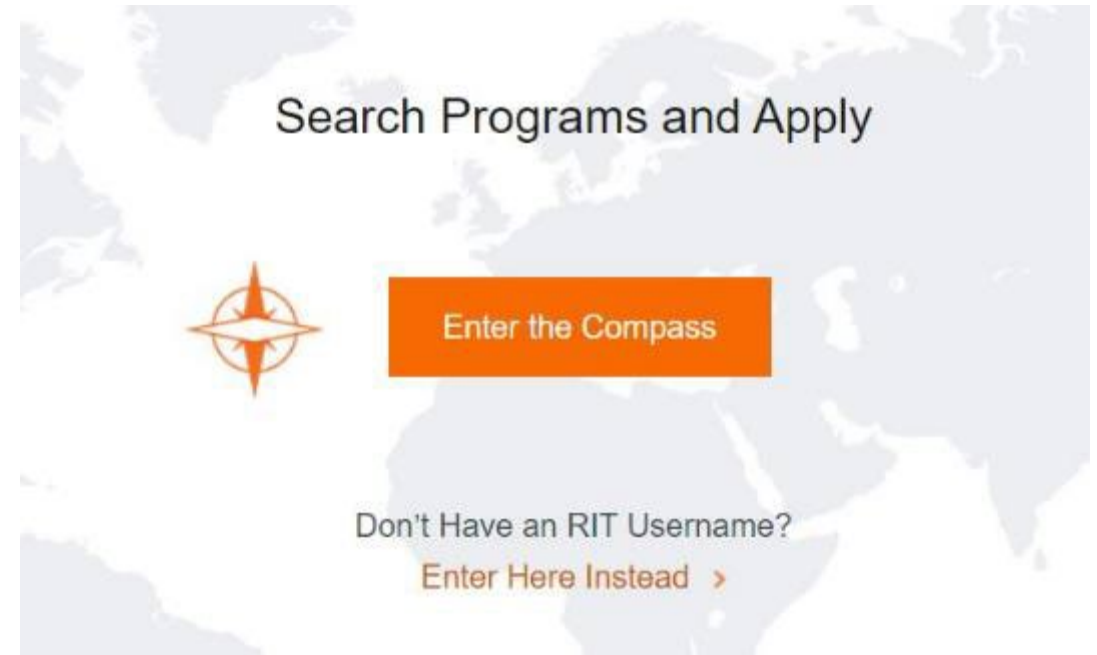 Search Programs and Apply
Enter the Compass
Don't Have an RIT Username?
Enter Here Instead >